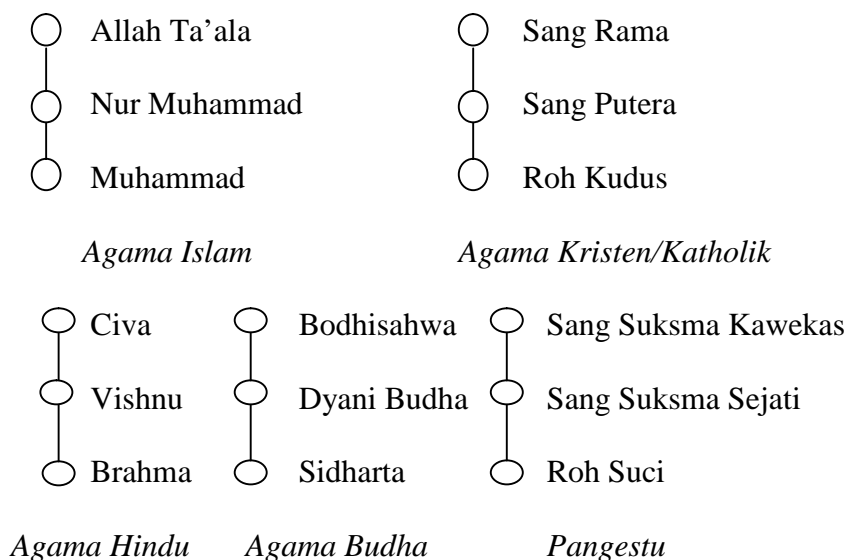 Allah Ta’ala Sang Rama
Nur Muhammad Sang Putera
Muhammad Roh Kudus
Agama Islam Agama Kristen/Katholik
Civa Bodhisahwa Sang Suksma Kawekas
Vishnu Dyani Budha Sang Suksma Sejati
Brahma Sidharta Roh Suci
Agama Hindu Agama Budha Pangestu